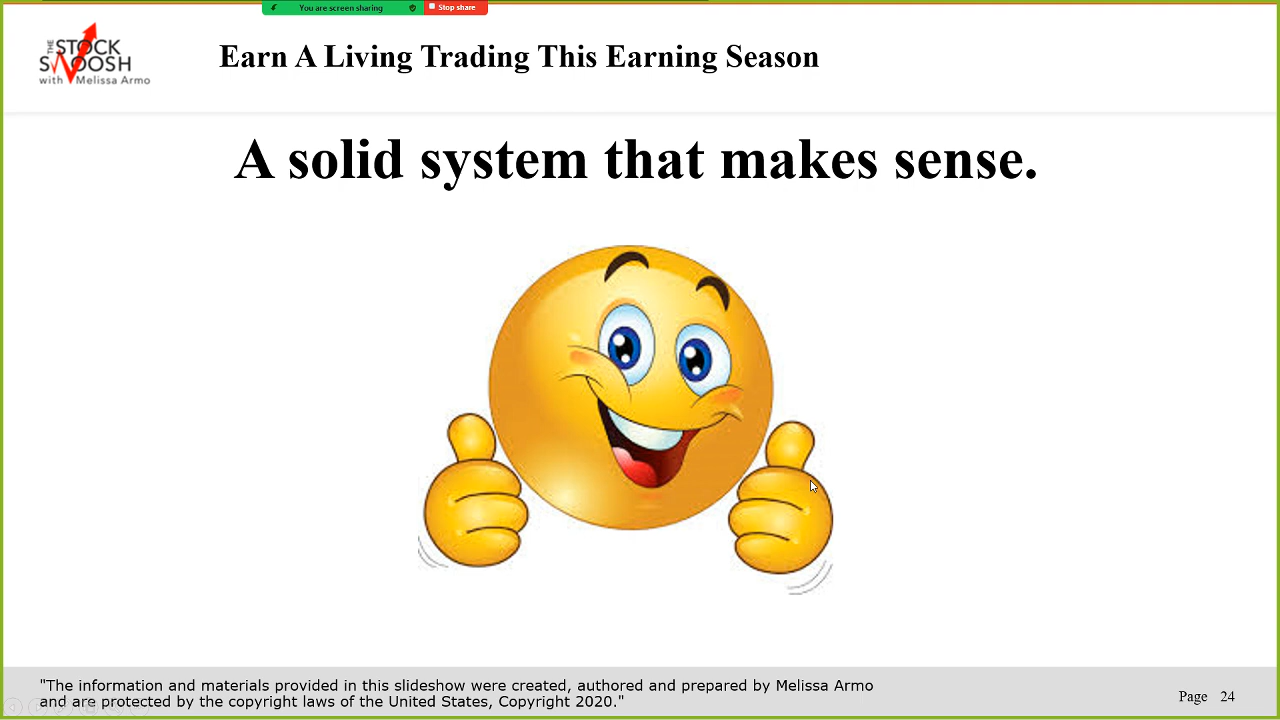 You are screen sharing
Stop share
THE
STOCK
SWOOSH
with Melissa Armo
Earn A Living Trading This Earning Season
A solid system that makes sense.
"The information and materials provided in this slideshow were created, authored and prepared by Melissa Armo
and are protected by the copyright laws of the United States, Copyright 2020."
Page 24